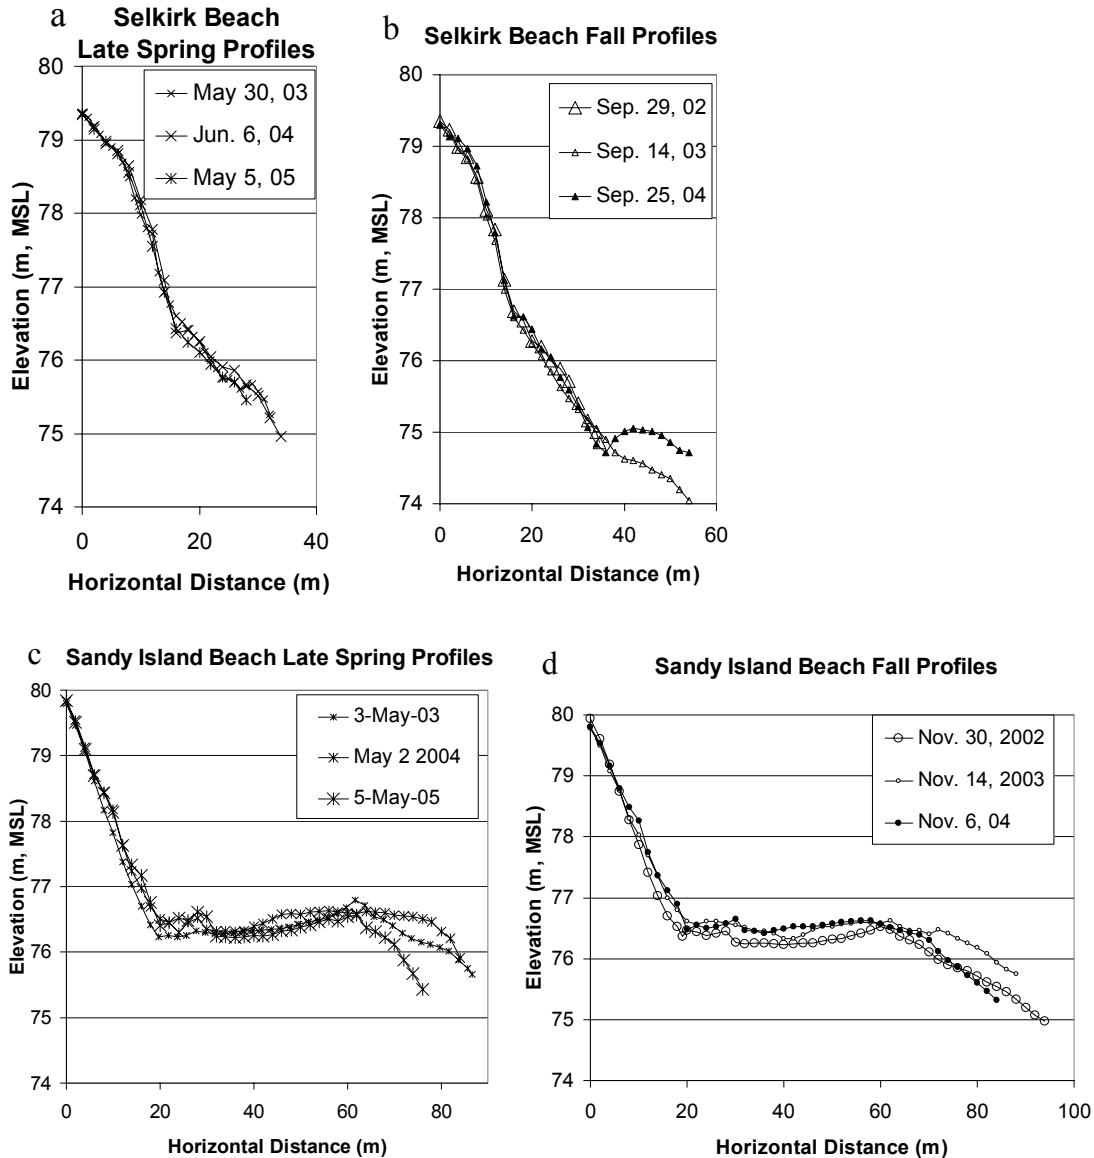 a
Selkirk Beach
Late Spring Profiles
80
79
78
77
76
75
74
Elevation (m, MSL)
May 30, 03
Jun. 6, 04
May 5, 05
0
20
40
Horizontal Distance (m)
b
Selkirk Beach Fall Profiles
80
79
78
77
76
75
74
Elevation (m, MSL)
Sep. 29, 02
Sep. 14, 03
Sep. 25, 04
0
20
40
60
Horizontal Distance (m)
c
Sandy Island Beach Late Spring Profiles
80
79
78
77
76
75
74
Elevation (m, MSL)
3-May-03
May 2 2004
5-May-05
0
20
40
60
80
Horizontal Distance (m)
d
Sandy Island Beach Fall Profiles
80
79
78
77
76
75
74
Elevation (m, MSL)
Nov. 30, 2002
Nov. 14, 2003
Nov. 6, 04
0
20
40
60
80
100
Horizontal Distance (m)